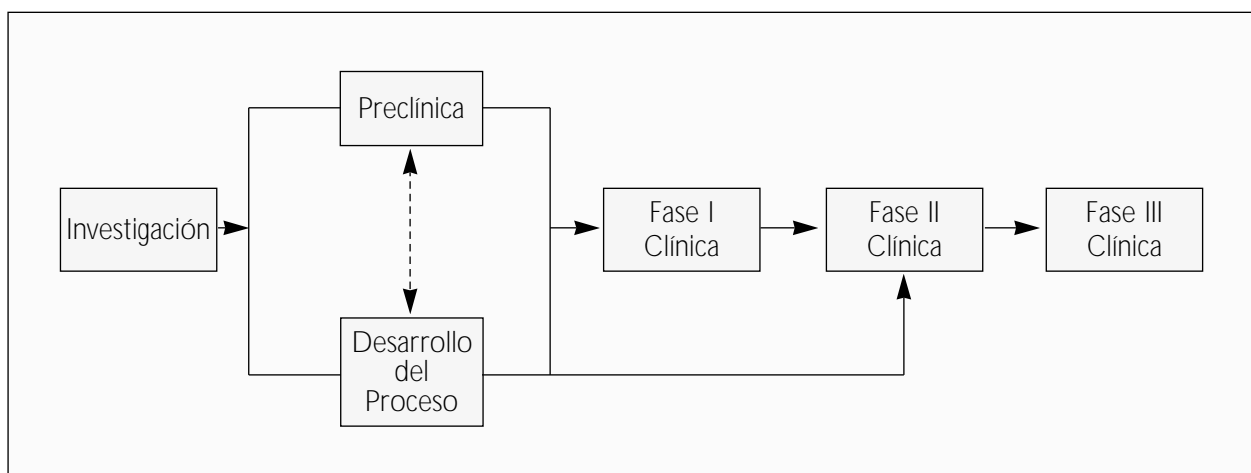 Preclínica
Investigación
Fase I
Clínica
Fase II
Clínica
Fase III
Clínica
Desarrollo
del
Proceso